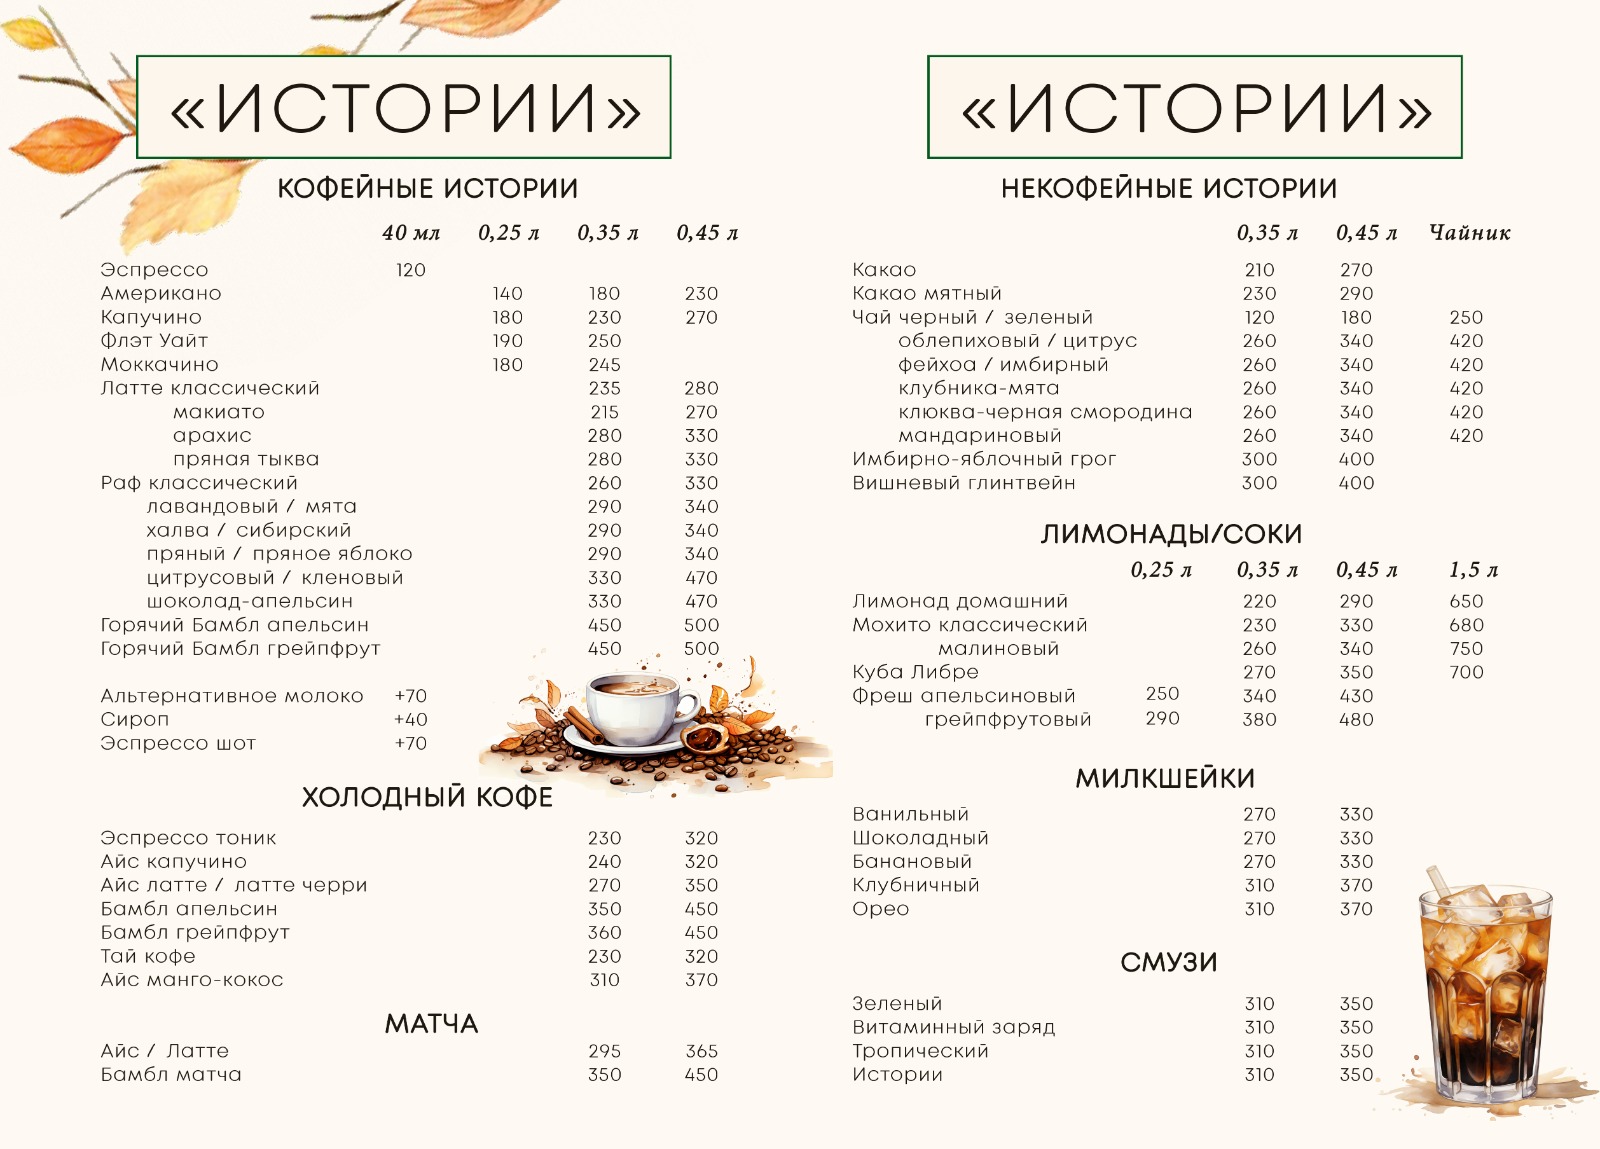 «ИСТОРИИ»
КОФЕЙНЫЕ ИСТОРИИ
40 мл 0,25 л 0,35 л 0,45 л
Эспрессо 120
Американо 140 180 230
Капучино 180 230 270
Флэт Уайт 190 250
Моккачино 180 245
Латте классический 235 280
макиато 215 270
арахис 280 330
пряная тыква 280 330
Раф классический 260 330
лавандовый / мята 290 340
халва / сибирский 290 340
пряный / пряное яблоко 290 340
цитрусовый / кленовый 330 470
шоколад-апельсин 330 470
Горячий Бамбл апельсин 450 500
Горячий Бамбл грейпфрут 450 500
Альтернативное молоко +70
Сироп +40
Эспрессо шот +70
ХОЛОДНЫЙ КОФЕ
Эспрессо тоник 230 320
Айс капучино 240 320
Айс латте / латте черри 270 350
Бамбл апельсин 350 450
Бамбл грейпфрут 360 450
Тай кофе 230 320
Айс манго-кокос 310 370
МАТЧА
Айс / Латте 295 365
Бамбл матча 350 450
«ИСТОРИИ»
НЕКОФЕЙНЫЕ ИСТОРИИ
0,35 л 0,45 л Чайник
Какао 210 270
Какао мятный 230 290
Чай черный / зеленый 120 180 250
облепиховый / цитрус 260 340 420
фейхоа / имбирный 260 340 420
клубника-мята 260 340 420
клюква-черная смородина 260 340 420
мандариновый 260 340 420
Имбирно-яблочный грог 300 400
Вишневый глинтвейн 300 400
ЛИМОНАДЫ/СОКИ
0,25 л 0,35 л 0,45 л 1,5 л
Лимонад домашний 220 290 650
Мохито классический 230 330 680
малиновый 260 340 750
Куба Либре 270 350 700
Фреш апельсиновый 250 340 430
грейпфрутовый 290 380 480
МИЛКШЕЙКИ
Ванильный 270 330
Шоколадный 270 330
Банановый 270 330
Клубничный 310 370
Орео 310 370
СМУЗИ
Зеленый 310 350
Витаминный заряд 310 350
Тропический 310 350
Истории 310 350